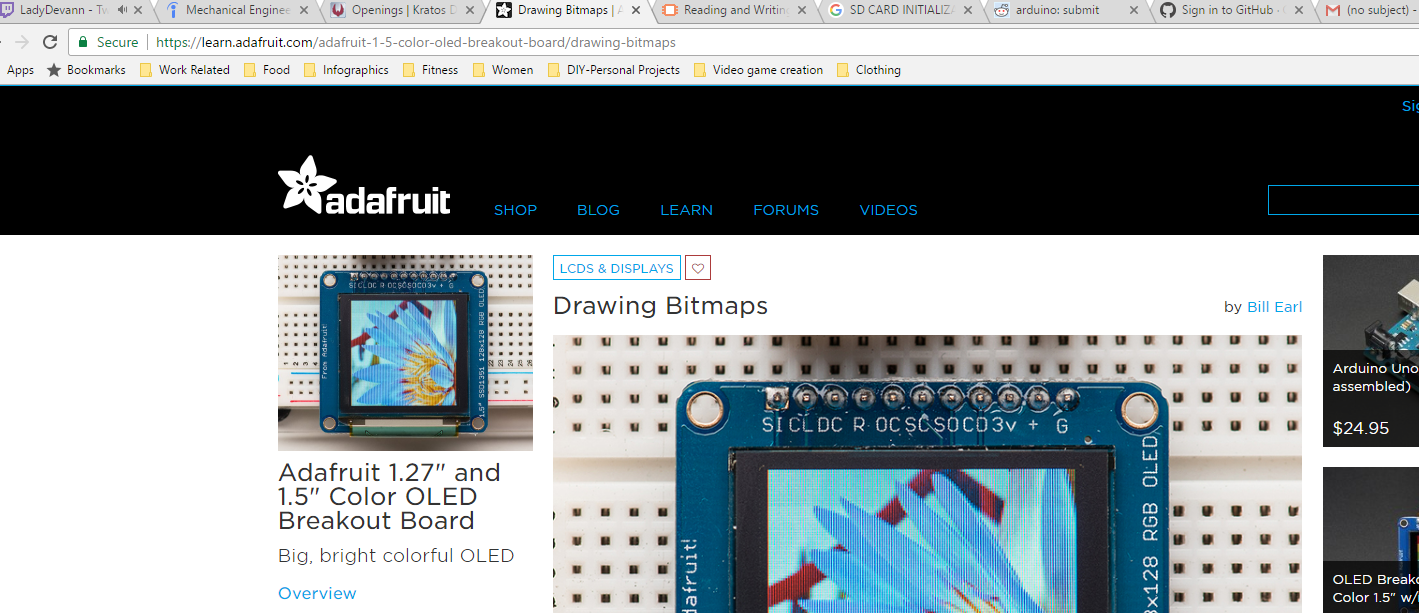 LadyDevann - Tw
Mechanical Enginee
Openings | Kratos D
Drawing Bitmaps | A
Reading and Writing
SD CARD INITIALIZA
arduino: submit
Sign in to GitHub ·
(no subject) -
Secure
https://learn.adafruit.com/adafruit-1-5-color-oled-breakout-board/drawing-bitmaps
Apps
Bookmarks
Work Related
Food
Infographics
Fitness
Women
DIY-Personal Projects
Video game creation
Clothing
Sig
adafruit
SHOP
BLOG
LEARN
FORUMS
VIDEOS
SICLDC R OCSCSOCD3v + G
From Adafruit!
1.5" SSD1351 128x128 RGB OLED
Adafruit 1.27" and
1.5" Color OLED
Breakout Board
Big, bright colorful OLED
Overview
LCDS & DISPLAYS
Drawing Bitmaps
by Bill Earl
SICLDC R OCSCSOCD3v + G
adafruit!
x128 RGB OLED
Arduino Uno
assembled)
$24.95
OLED Breako
Color 1.5" w/